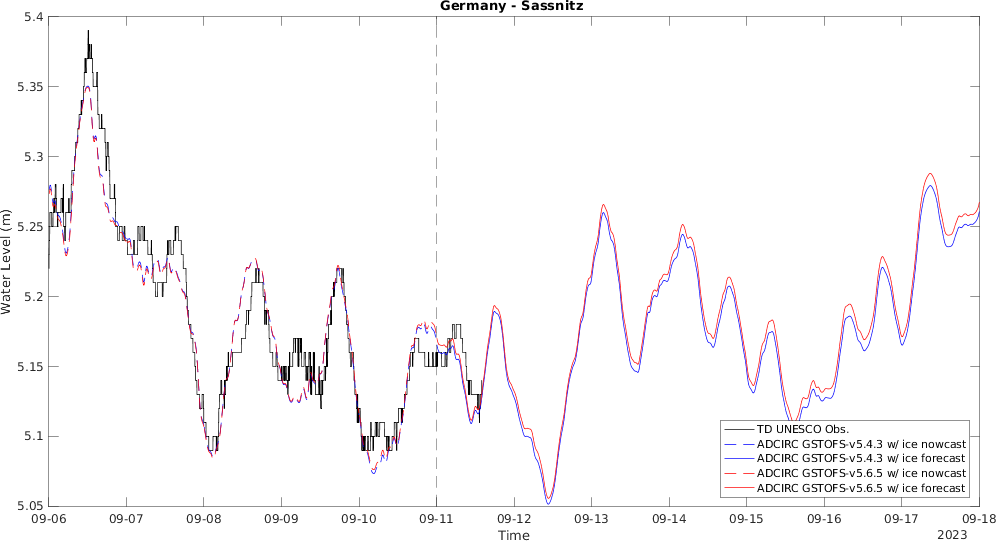 Germany - Sassnitz
5.4
5.35
5.3
5.25
5.2
5.15
5.1
5.05
Water Level (m)
TD UNESCO Obs.
ADCIRC GSTOFS-v5.4.3 w/ ice nowcast
ADCIRC GSTOFS-v5.4.3 w/ ice forecast
ADCIRC GSTOFS-v5.6.5 w/ ice nowcast
ADCIRC GSTOFS-v5.6.5 w/ ice forecast
09-06 09-07 09-08 09-09 09-10 09-11 09-12 09-13 09-14 09-15 09-16 09-17 09-18
Time
2023